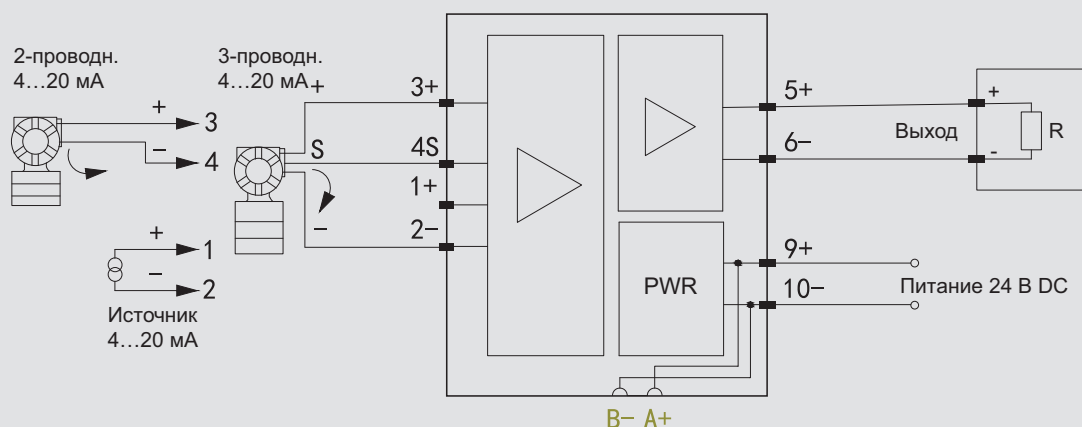 2-проводн.
4...20 мА
3-проводн.
4...20 мА
+
−
3
4
+
S
−
3+
4S
1+
2−
+
−
1
2
Источник
4...20 мА
5+
6−
Выход
+
-
R
PWR
9+
10−
Питание 24 В DC
B− A+